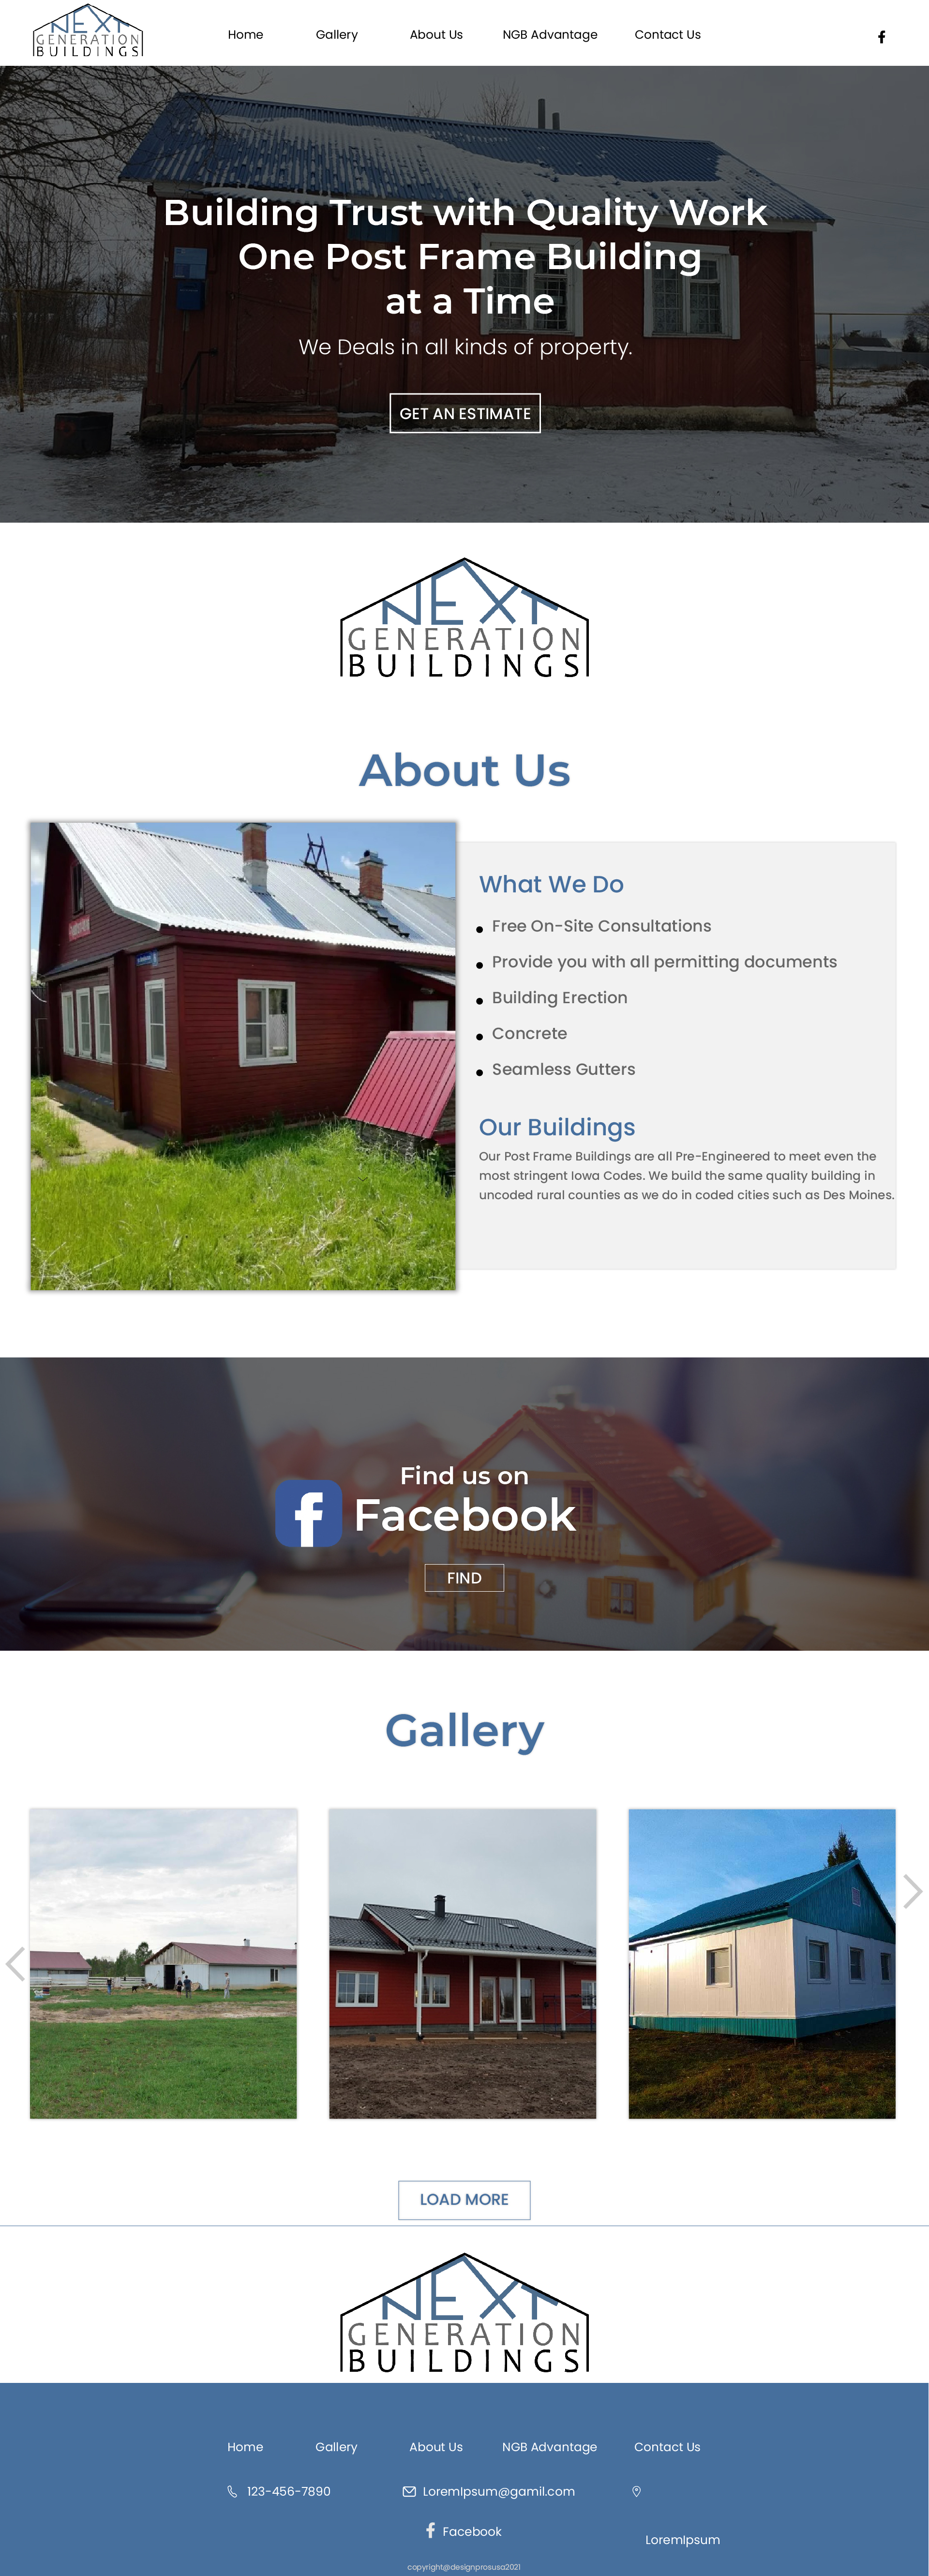 NEXT
GENERATION
BUILDINGS
Home Gallery About Us NGB Advantage Contact Us
Building Trust with Quality Work
One Post Frame Building
at a Time
We Deals in all kinds of property.
GET AN ESTIMATE
NEXT
GENERATION
BUILDINGS
About Us
What We Do
Free On-Site Consultations
Provide you with all permitting documents
Building Erection
Concrete
Seamless Gutters
Our Buildings
Our Post Frame Buildings are all Pre-Engineered to meet even the
most stringent Iowa Codes. We build the same quality building in
uncoded rural counties as we do in coded cities such as Des Moines.
Find us on
Facebook
FIND
Gallery
LOAD MORE
NEXT
GENERATION
BUILDINGS
Home Gallery About Us NGB Advantage Contact Us
123-456-7890 LoremIpsum@gamil.com
Facebook
LoremIpsum
copyright@designprosusa2021